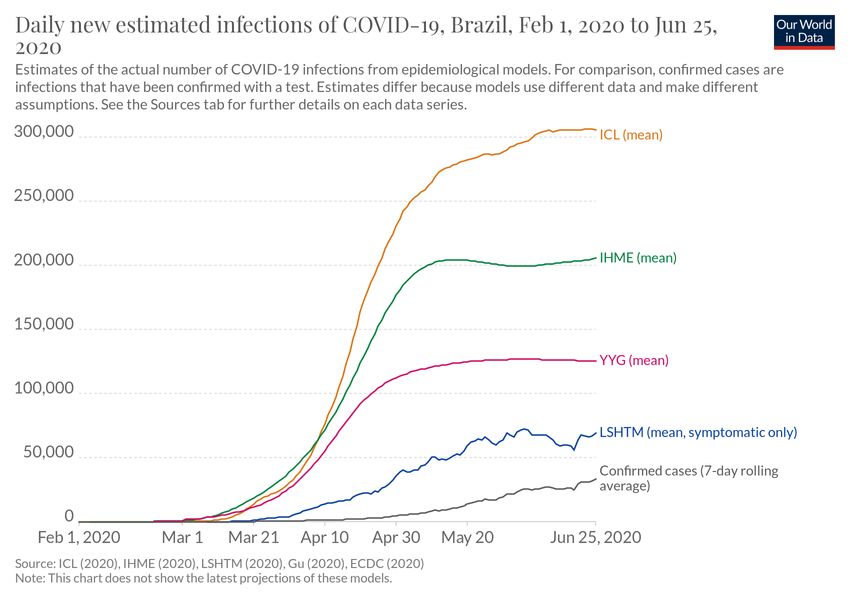 Daily new estimated infections of COVID-19, Brazil, Feb 1, 2020 to Jun 25,
2020
Our World
in Data
Estimates of the actual number of COVID-19 infections from epidemiological models. For comparison, confirmed cases are
infections that have been confirmed with a test. Estimates differ because models use different data and make different
assumptions. See the Sources tab for further details on each data series.
300,000
ICL (mean)
250,000
200,000
IHME (mean)
150,000
YYG (mean)
100,000
LSHTM (mean, symptomatic only)
50,000
Confirmed cases (7-day rolling
average)
0
Feb 1, 2020
Mar 1
Mar 21
Apr 10
Apr 30
May 20
Jun 25, 2020
Source: ICL (2020), IHME (2020), LSHTM (2020), Gu (2020), ECDC (2020)
Note: This chart does not show the latest projections of these models.